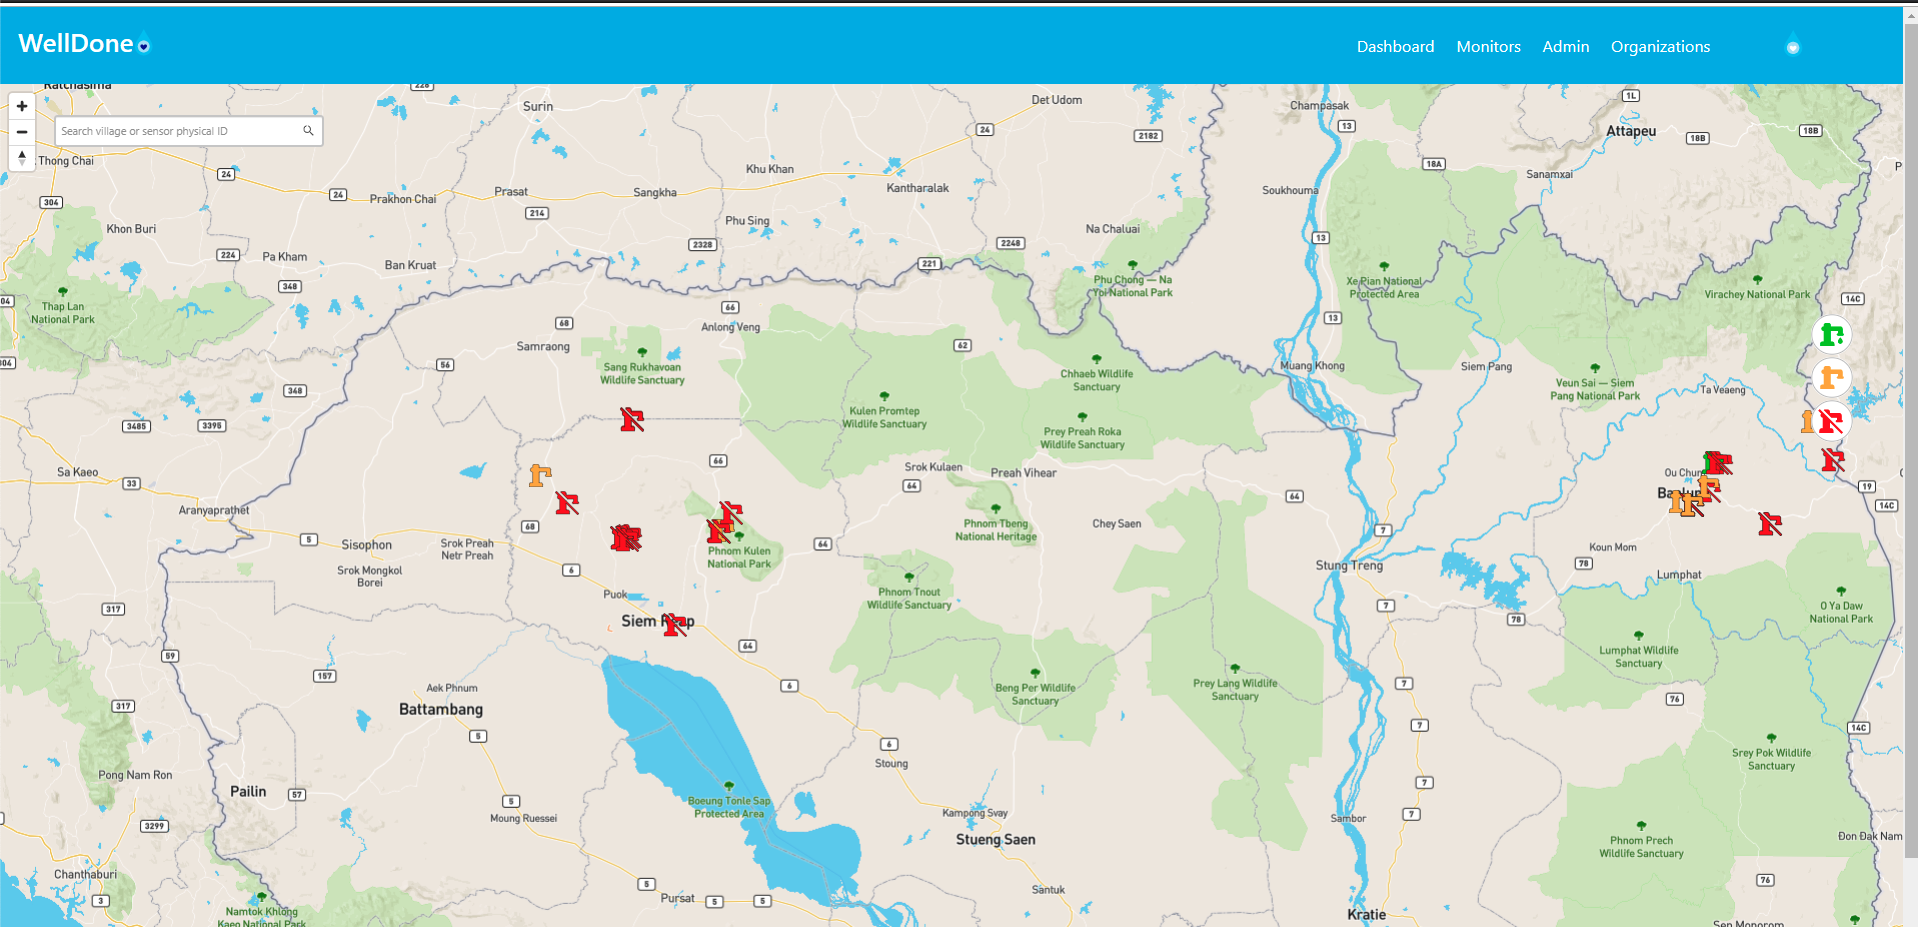 WellDone
Dashboard
Monitors
Admin
Organizations
Search village or sensor physical ID
Ratchasima
226
Surin
Det Udom
Champasak
1L
Attapeu
24
2182
13
18B
18B
Thong Chai
24
18A
Khu Khan
Sanamxai
24
Prakhon Chai
Prasat
Sangkha
Kantharalak
Soukhouma
304
214
Phu Sing
Khon Buri
Na Chaluai
13
224
Pa Kham
Ban Kruat
2328
2248
221
348
Phu Chong — Na
Yoi National Park
Xe Pian National
Protected Area
Virachey National Park
14C
Thap Lan
National Park
66
68
Anlong Veng
13
Samraong
62
56
Sang Rukhavoan
Wildlife Sanctuary
Chhaeb Wildlife
Sanctuary
Muang Khong
Siem Pang
Veun Sai — Siem
Pang National Park
Ta Veaeng
348
3485
3395
Kulen Promtep
Wildlife Sanctuary
Prey Preah Roka
Wildlife Sanctuary
Sa Kaeo
33
66
Srok Kulaen
Preah Vihear
64
64
Ou Chum
19
14C
Aranyaprathet
68
Phnom Tbeng
National Heritage
Chey Saen
7
5
Sisophon
Srok Preah
Netr Preah
64
Phnom Kulen
National Park
Koun Mom
Srok Mongkol
Borei
6
Stung Treng
78
Lumphat
Phnom Tnout
Wildlife Sanctuary
Puok
317
7
78
O Ya Daw
National Park
Siem Reap
64
59
Lumphat Wildlife
Sanctuary
157
Aek Phnum
6
Beng Per Wildlife
Sanctuary
Prey Lang Wildlife
Sanctuary
7
76
Battambang
317
5
7
14C
6
Stoung
Srey Pok Wildlife
Sanctuary
Pong Nam Ron
Pailin
57
7
5
Boeung Tonle Sap
Protected Area
Moung Ruessei
Kampong Svay
7
Sambor
3299
Stueng Saen
Phnom Prech
Wildlife Sanctuary
Đon Đak Nam
Chanthaburi
5
Santuk
76
3
Pursat
5
5
Kratie
Namtok Khlong
Kaeo National Park
Sen Monorom